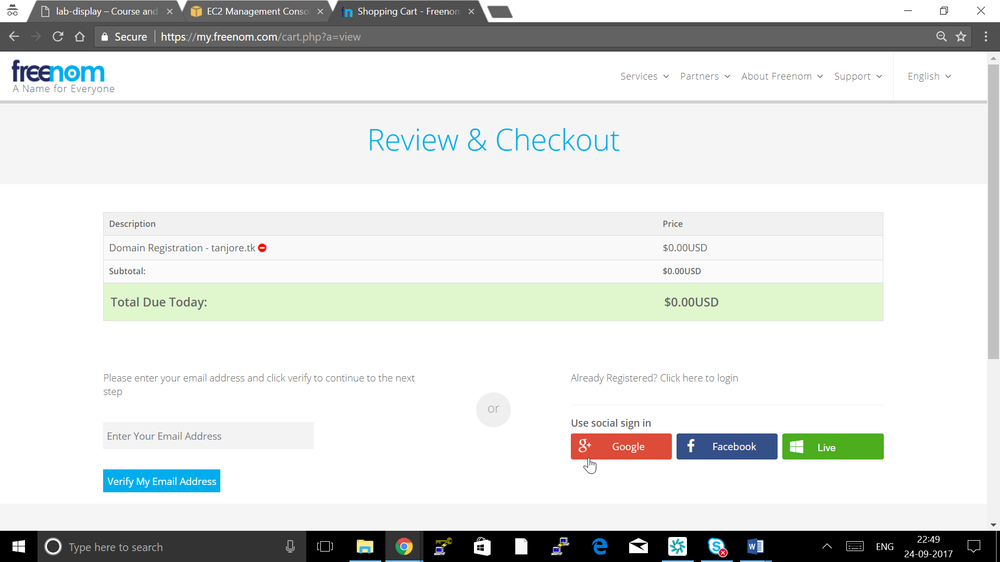 lab-display – Course and
EC2 Management Conso
Shopping Cart - Freenom
Secure
https://my.freenom.com/cart.php?a=view
freenom
A Name for Everyone
Services
Partners
About Freenom
Support
English
Review & Checkout
Description
Price
Domain Registration - tanjore.tk
$0.00USD
Subtotal:
$0.00USD
Total Due Today:
$0.00USD
Please enter your email address and click verify to continue to the next
step
Enter Your Email Address
Verify My Email Address
or
Already Registered? Click here to login
Use social sign in
g+ Google
f Facebook
Live
Type here to search
ENG
22:49
24-09-2017